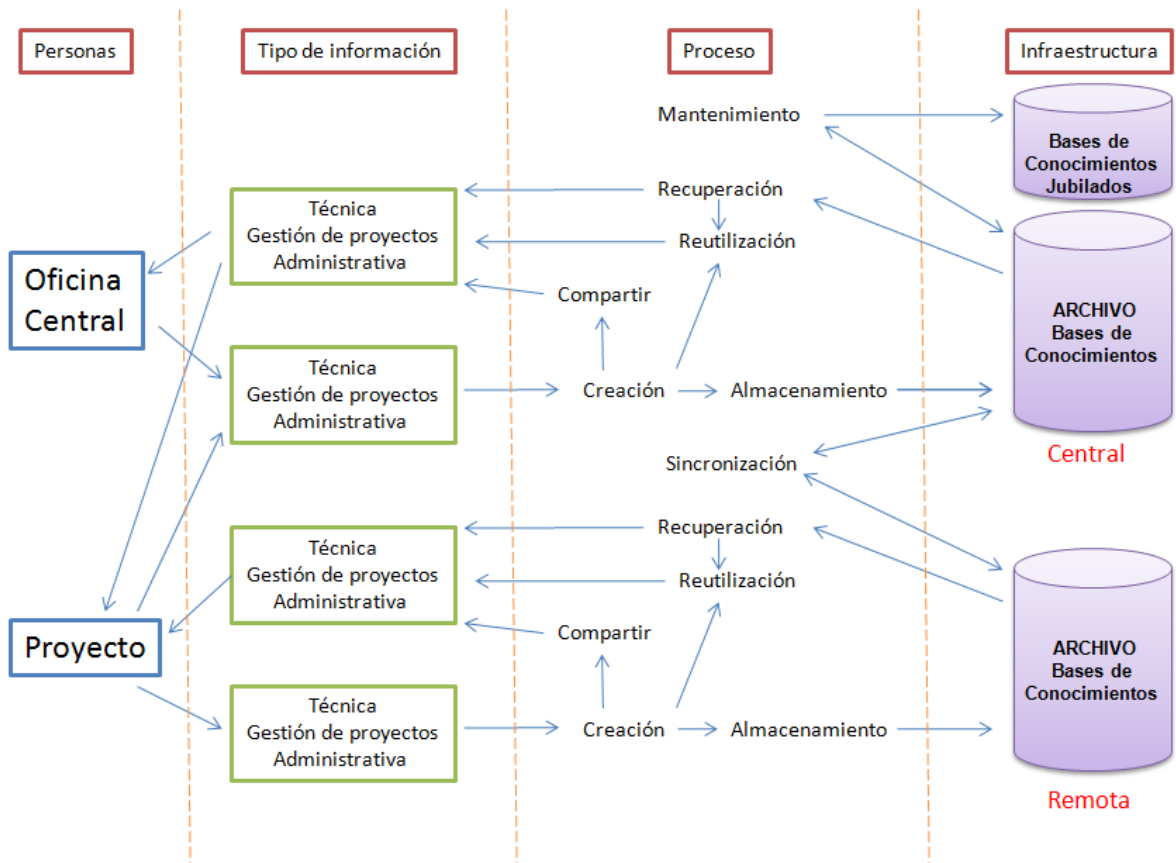 Personas
Tipo de información
Proceso
Infraestructura
Mantenimiento
Bases de
Conocimientos
Jubilados
Recuperación
Técnica
Gestión de proyectos
Administrativa
Reutilización
Oficina
Central
Compartir
ARCHIVO
Bases de
Conocimientos
Técnica
Gestión de proyectos
Administrativa
Creación
Almacenamiento
Central
Sincronización
Recuperación
Técnica
Gestión de proyectos
Administrativa
Reutilización
Proyecto
Compartir
ARCHIVO
Bases de
Conocimientos
Técnica
Gestión de proyectos
Administrativa
Creación
Almacenamiento
Remota